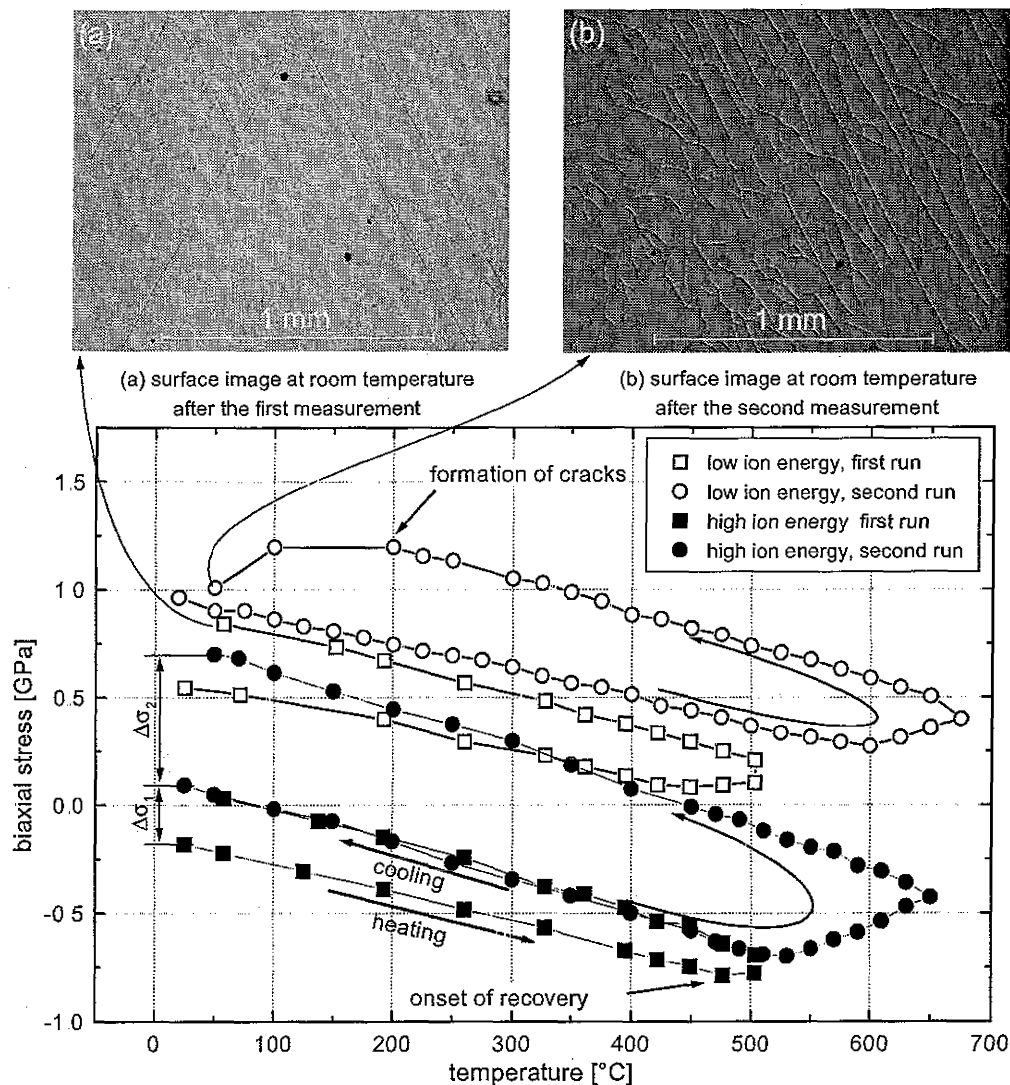 (a)
(b)
1 mm
1 mm
(a) surface image at room temperature
after the first measurement
(b) surface image at room temperature
after the second measurement
formation of cracks
low ion energy, first run
low ion energy, second run
high ion energy first run
high ion energy, second run
1.5
1.0
0.5
0.0
-0.5
-1.0
biaxial stress [GPa]
Δσ₂
Δσ₁
cooling
heating
onset of recovery
0
100
200
300
400
500
600
700
temperature [°C]